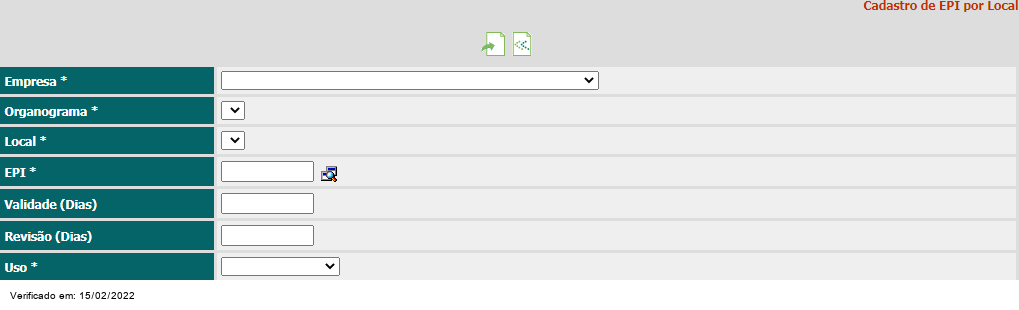 Cadastro de EPI por Local
Empresa *
Organograma *
Local *
EPI *
Validade (Dias)
Revisão (Dias)
Uso *
Verificado em: 15/02/2022